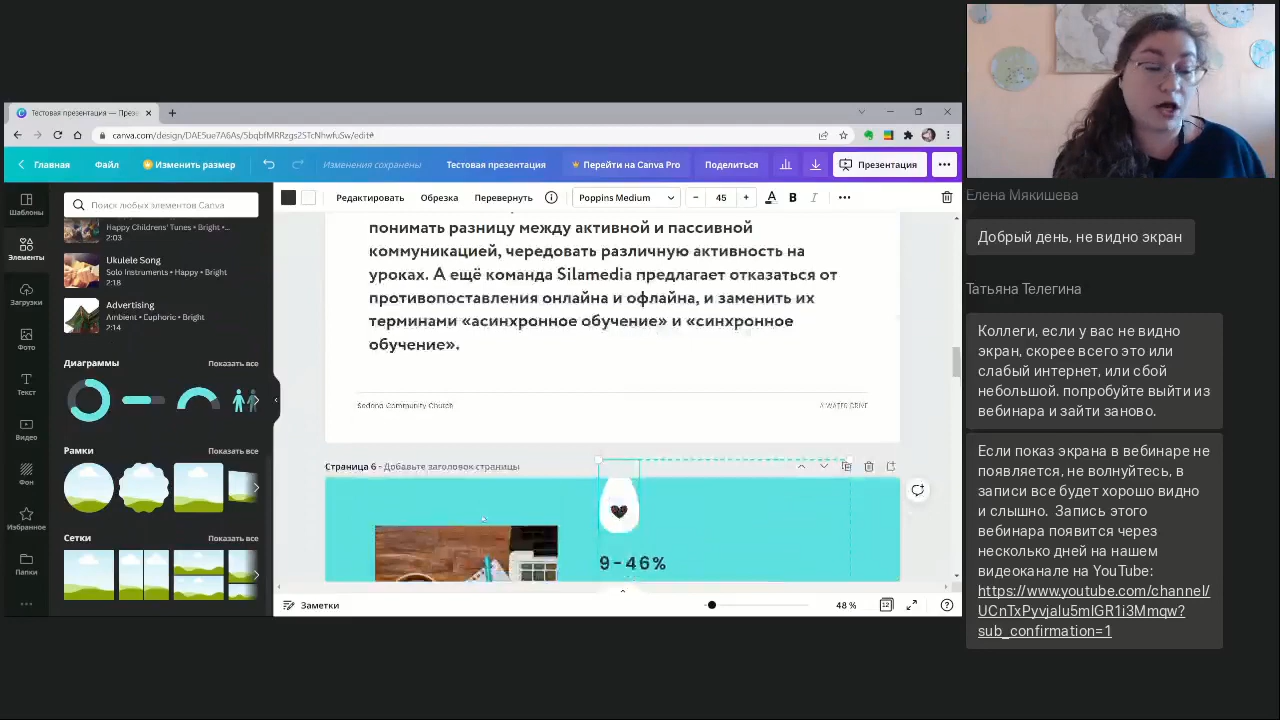 Тестовая презентация — През
canva.com/design/DAE5ue7A6As/5bqbfMRRzgs2STcNhwfuSw/edit#
Главная
Файл
Изменить размер
Изменения сохранены
Тестовая презентация
Перейти на Canva Pro
Поделиться
Презентация
Шаблоны
Элементы
Загрузки
Фото
Текст
Видео
Фон
Избранное
Папки
Поиск любых элементов Canva
Happy Childrens' Tunes • Bright •...
2:03
Ukulele Song
Solo Instruments • Happy • Bright
2:18
Advertising
Ambient • Euphoric • Bright
2:14
Диаграммы
Показать все
Рамки
Показать все
Сетки
Показать все
Редактировать
Обрезка
Перевернуть
Poppins Medium
– 45 +
A B I
понимать разницу между активной и пассивной
коммуникацией, чередовать различную активность на
уроках. А ещё команда Silamedia предлагает отказаться от
противопоставления онлайна и офлайна, и заменить их
терминами «асинхронное обучение» и «синхронное
обучение».
Sedona Community Church
A WATER DRIVE
Страница 6 - Добавьте заголовок страницы
9-46%
Заметки
48 %
12
Елена Мякишева
Добрый день, не видно экран
Татьяна Телегина
Коллеги, если у вас не видно
экран, скорее всего это или
слабый интернет, или сбой
небольшой. попробуйте выйти из
вебинара и зайти заново.
Если показ экрана в вебинаре не
появляется, не волнуйтесь, в
записи все будет хорошо видно
и слышно.  Запись этого
вебинара появится через
несколько дней на нашем
видеоканале на YouTube:
https://www.youtube.com/channel/
UCnTxPyvjaIu5mIGR1i3Mmqw?
sub_confirmation=1